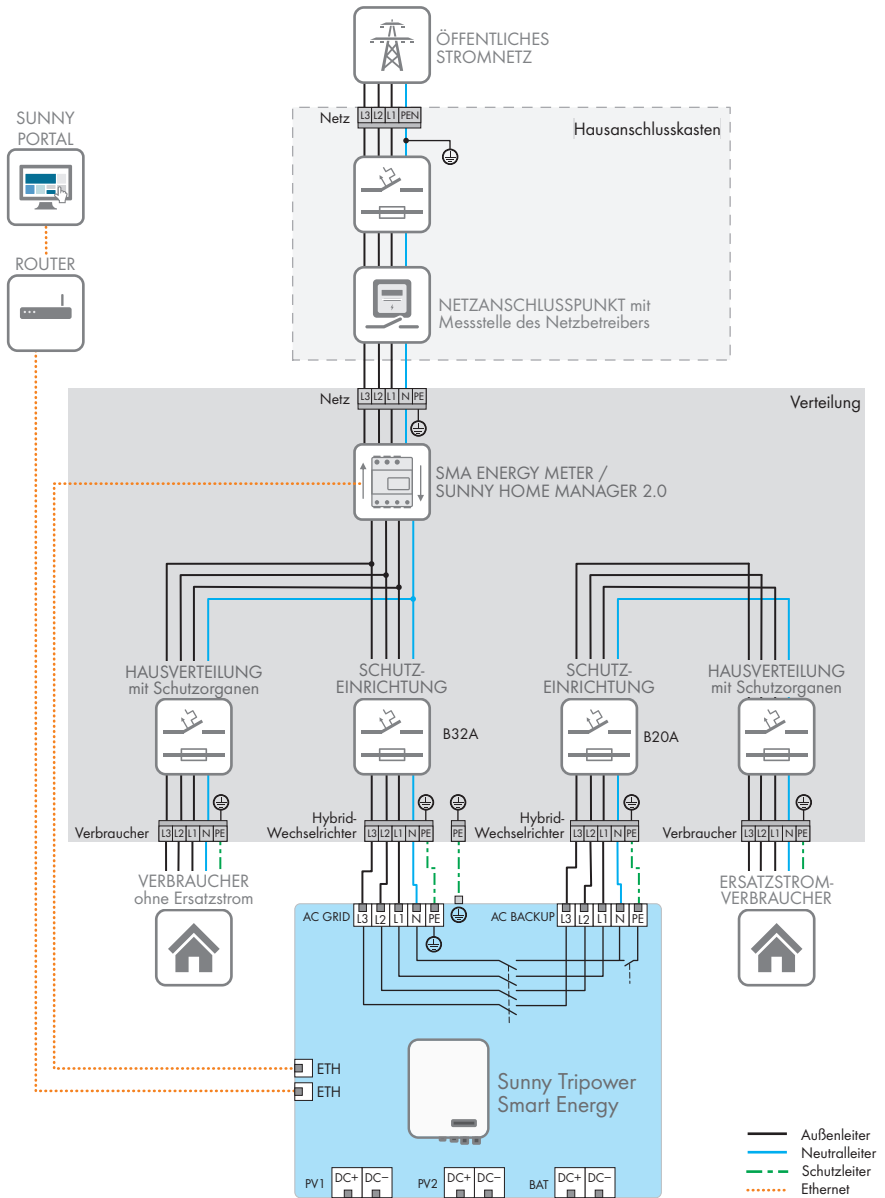 ÖFFENTLICHES
STROMNETZ
Netz
L3 L2 L1 PEN
Hausanschlusskasten
SUNNY
PORTAL
ROUTER
NETZANSCHLUSSPUNKT mit
Messstelle des Netzbetreibers
Netz
L3 L2 L1 N PE
Verteilung
SMA ENERGY METER /
SUNNY HOME MANAGER 2.0
HAUSVERTEILUNG
mit Schutzorganen
SCHUTZ-
EINRICHTUNG
B32A
SCHUTZ-
EINRICHTUNG
B20A
HAUSVERTEILUNG
mit Schutzorganen
Verbraucher
L3 L2 L1 N PE
Hybrid-
Wechselrichter
L3 L2 L1 N PE
PE
Hybrid-
Wechselrichter
L3 L2 L1 N PE
Verbraucher
L3 L2 L1 N PE
VERBRAUCHER
ohne Ersatzstrom
ERSATZSTROM-
VERBRAUCHER
AC GRID
L3 L2 L1 N PE
AC BACKUP
L3 L2 L1 N PE
ETH
ETH
Sunny Tripower
Smart Energy
PV1 DC+ DC−
PV2 DC+ DC−
BAT DC+ DC−
Außenleiter
Neutralleiter
Schutzleiter
Ethernet